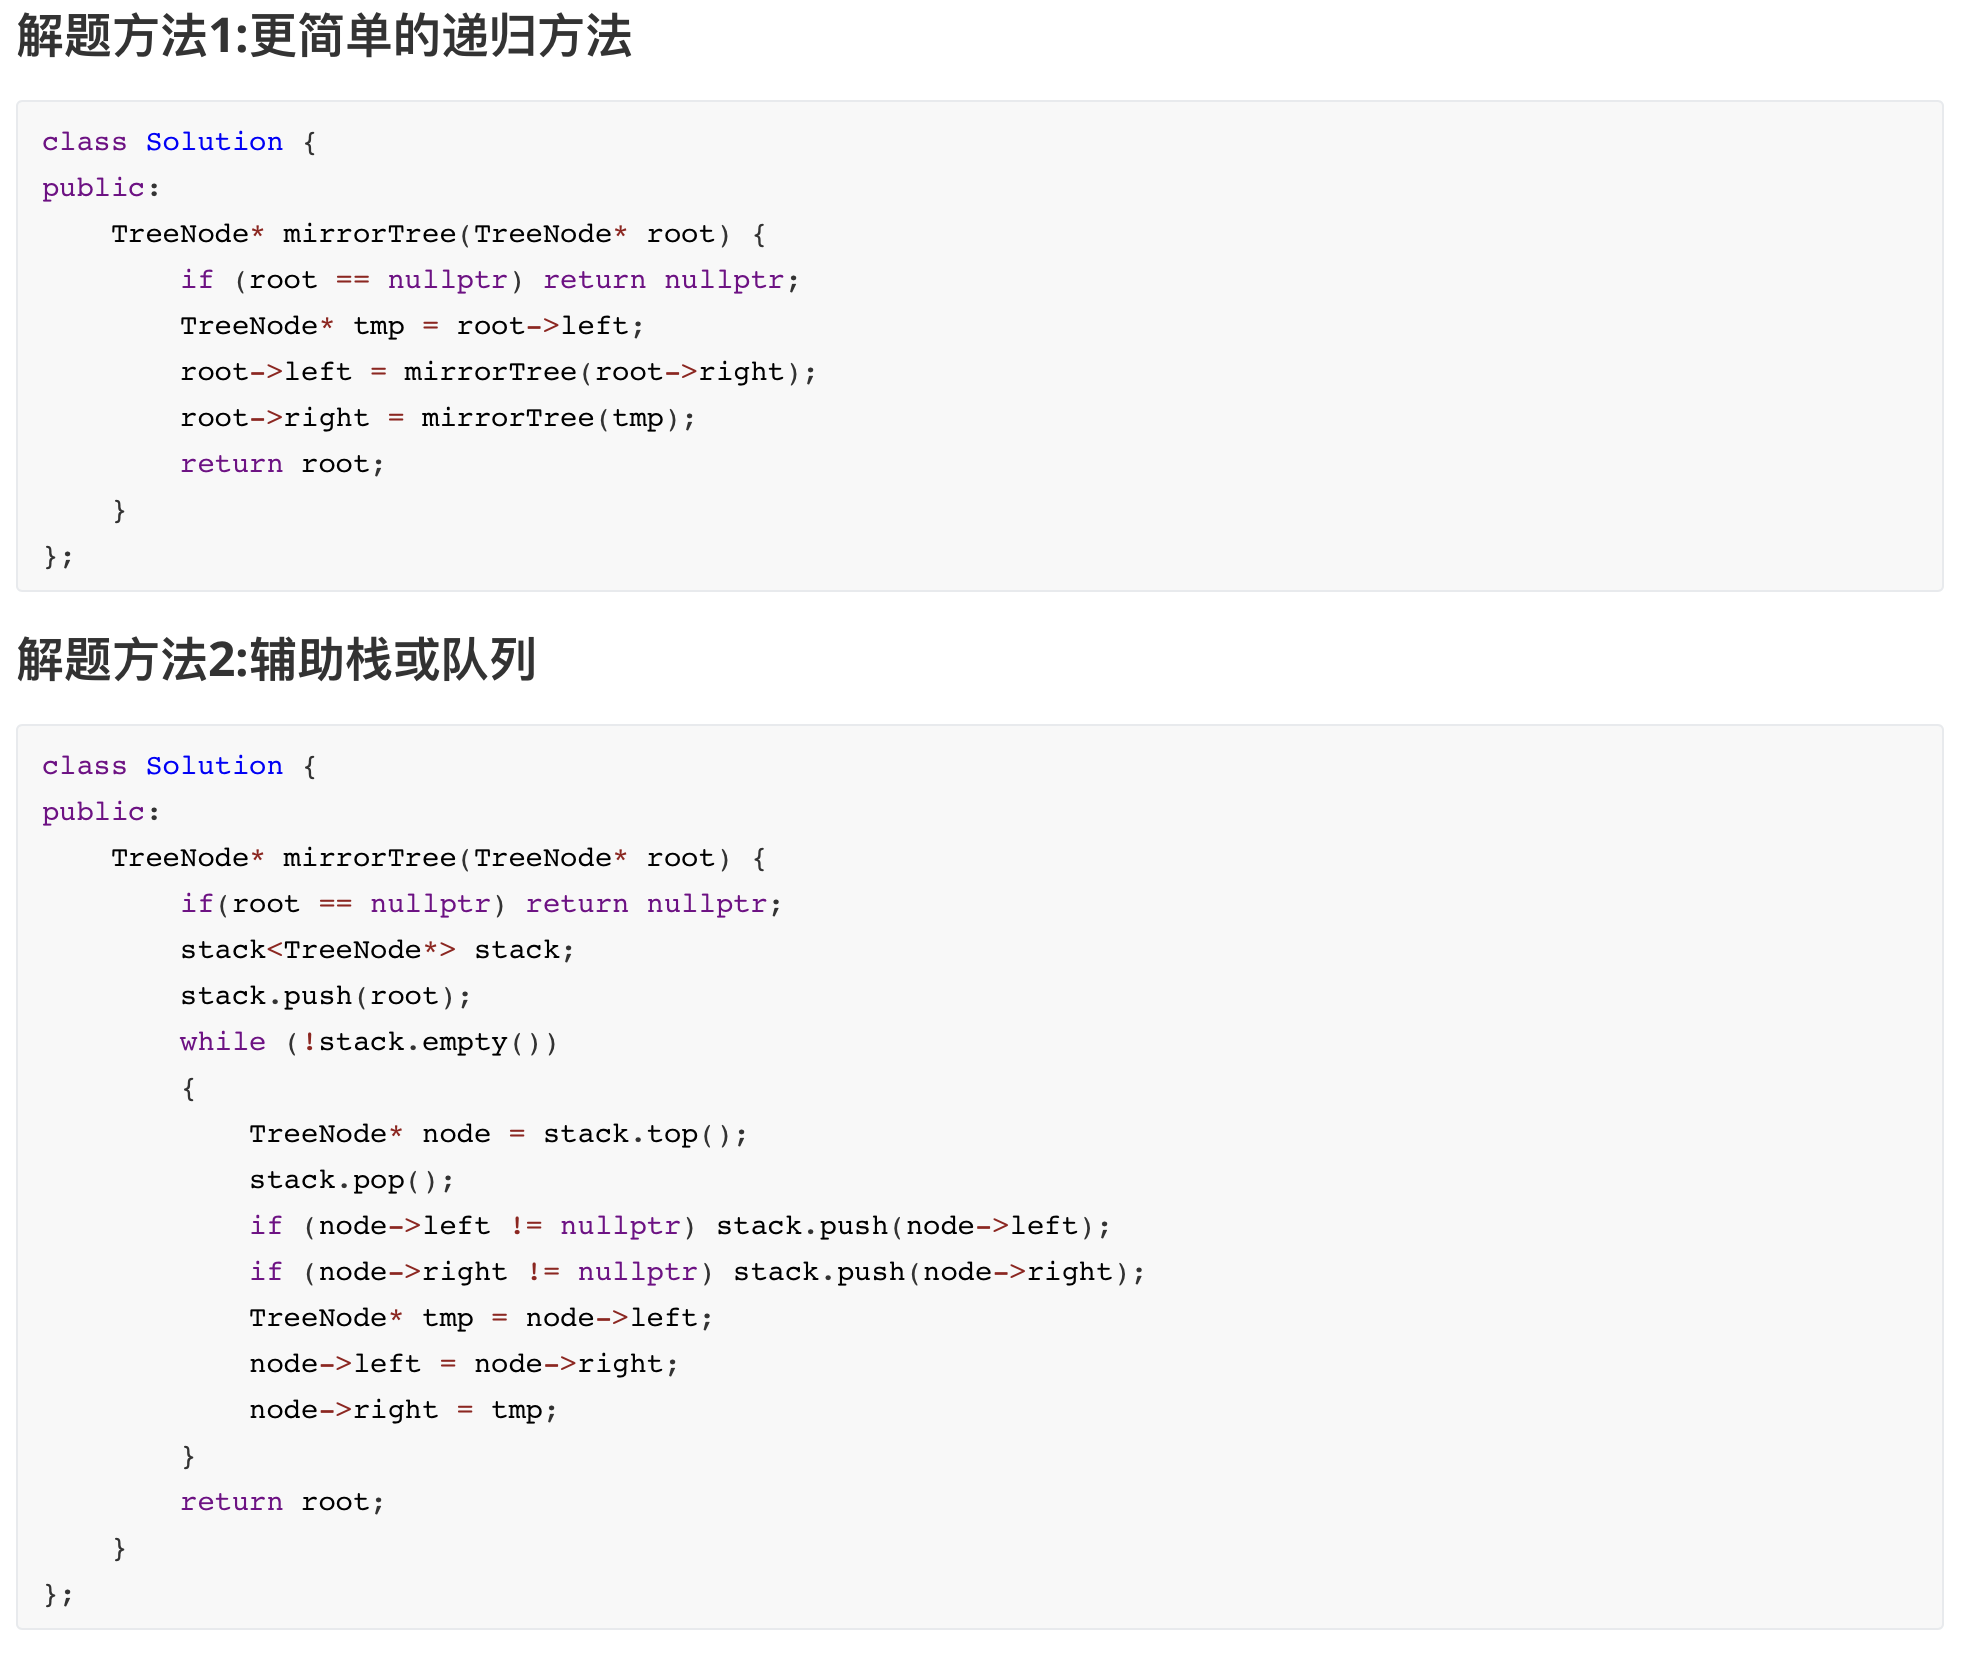 解题方法1:更简单的递归方法
class Solution {
public:
    TreeNode* mirrorTree(TreeNode* root) {
        if (root == nullptr) return nullptr;
        TreeNode* tmp = root->left;
        root->left = mirrorTree(root->right);
        root->right = mirrorTree(tmp);
        return root;
    }
};
解题方法2:辅助栈或队列
class Solution {
public:
    TreeNode* mirrorTree(TreeNode* root) {
        if(root == nullptr) return nullptr;
        stack<TreeNode*> stack;
        stack.push(root);
        while (!stack.empty())
        {
            TreeNode* node = stack.top();
            stack.pop();
            if (node->left != nullptr) stack.push(node->left);
            if (node->right != nullptr) stack.push(node->right);
            TreeNode* tmp = node->left;
            node->left = node->right;
            node->right = tmp;
        }
        return root;
    }
};